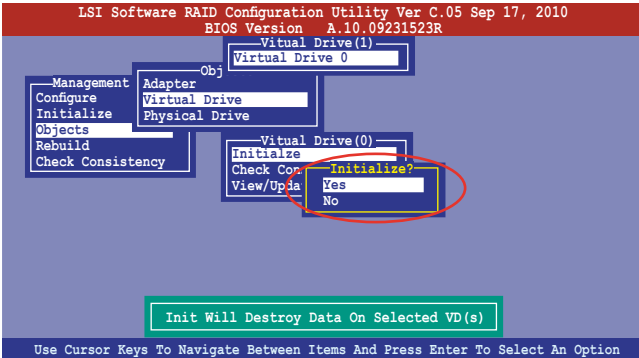 LSI Software RAID Configuration Utility Ver C.05 Sep 17, 2010
BIOS Version A.10.09231523R
Vitual Drive(1)
Virtual Drive 0
Obj
Adapter
Virtual Drive
Physical Drive
Management
Configure
Initialize
Objects
Rebuild
Check Consistency
Vitual Drive(0)
Initialze
Check Con
View/Upda
Initialize?
Yes
No
Init Will Destroy Data On Selected VD(s)
Use Cursor Keys To Navigate Between Items And Press Enter To Select An Option